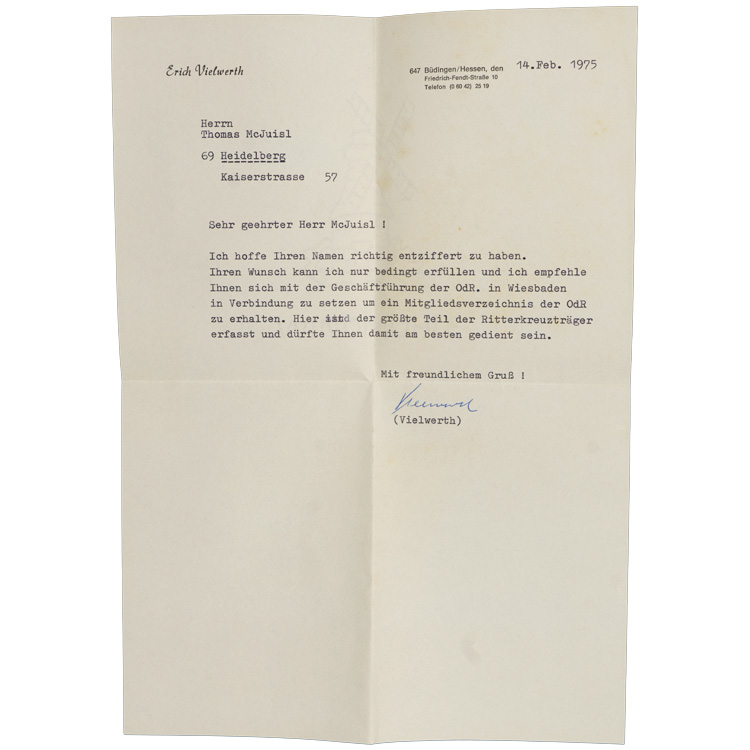 Erich Vielwerth
647 Büdingen/Hessen, den 14.Feb. 1975
Friedrich-Fendt-Straße 10
Telefon (0 60 42) 25 19
Herrn
Thomas McJuisl
69 Heidelberg
Kaiserstrasse 57
Sehr geehrter Herr McJuisl !
Ich hoffe Ihren Namen richtig entziffert zu haben.
Ihren Wunsch kann ich nur bedingt erfüllen und ich empfehle
Ihnen sich mit der Geschäftführung der OdR. in Wiesbaden
in Verbindung zu setzen um ein Mitgliedsverzeichnis der OdR
zu erhalten. Hier der größte Teil der Ritterkreuzträger
erfasst und dürfte Ihnen damit am besten gedient sein.
Mit freundlichem Gruß !
(Vielwerth)